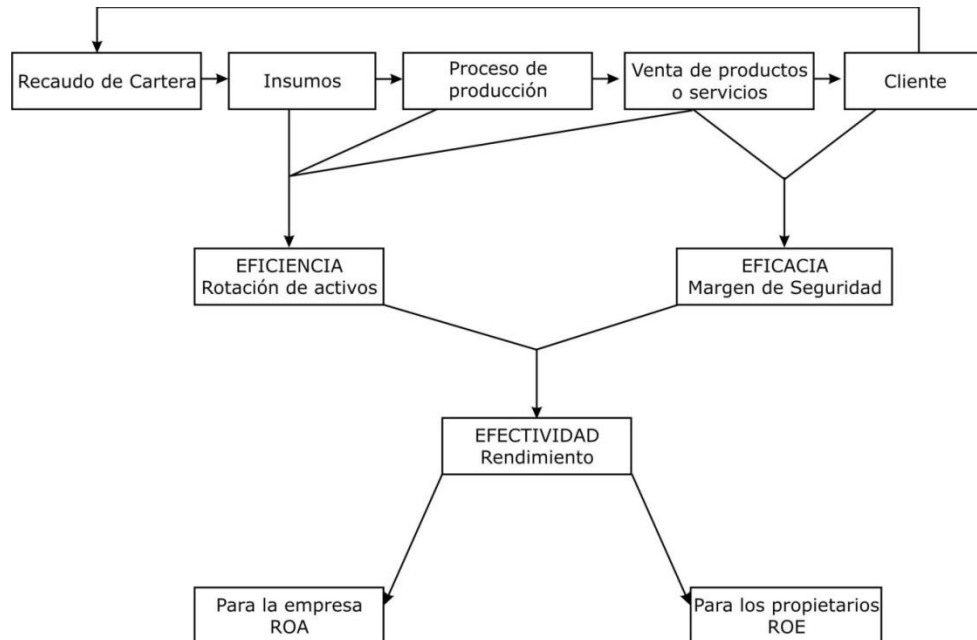 Recaudo de Cartera
Insumos
Proceso de
producción
Venta de productos
o servicios
Cliente
EFICIENCIA
Rotación de activos
EFICACIA
Margen de Seguridad
EFECTIVIDAD
Rendimiento
Para la empresa
ROA
Para los propietarios
ROE